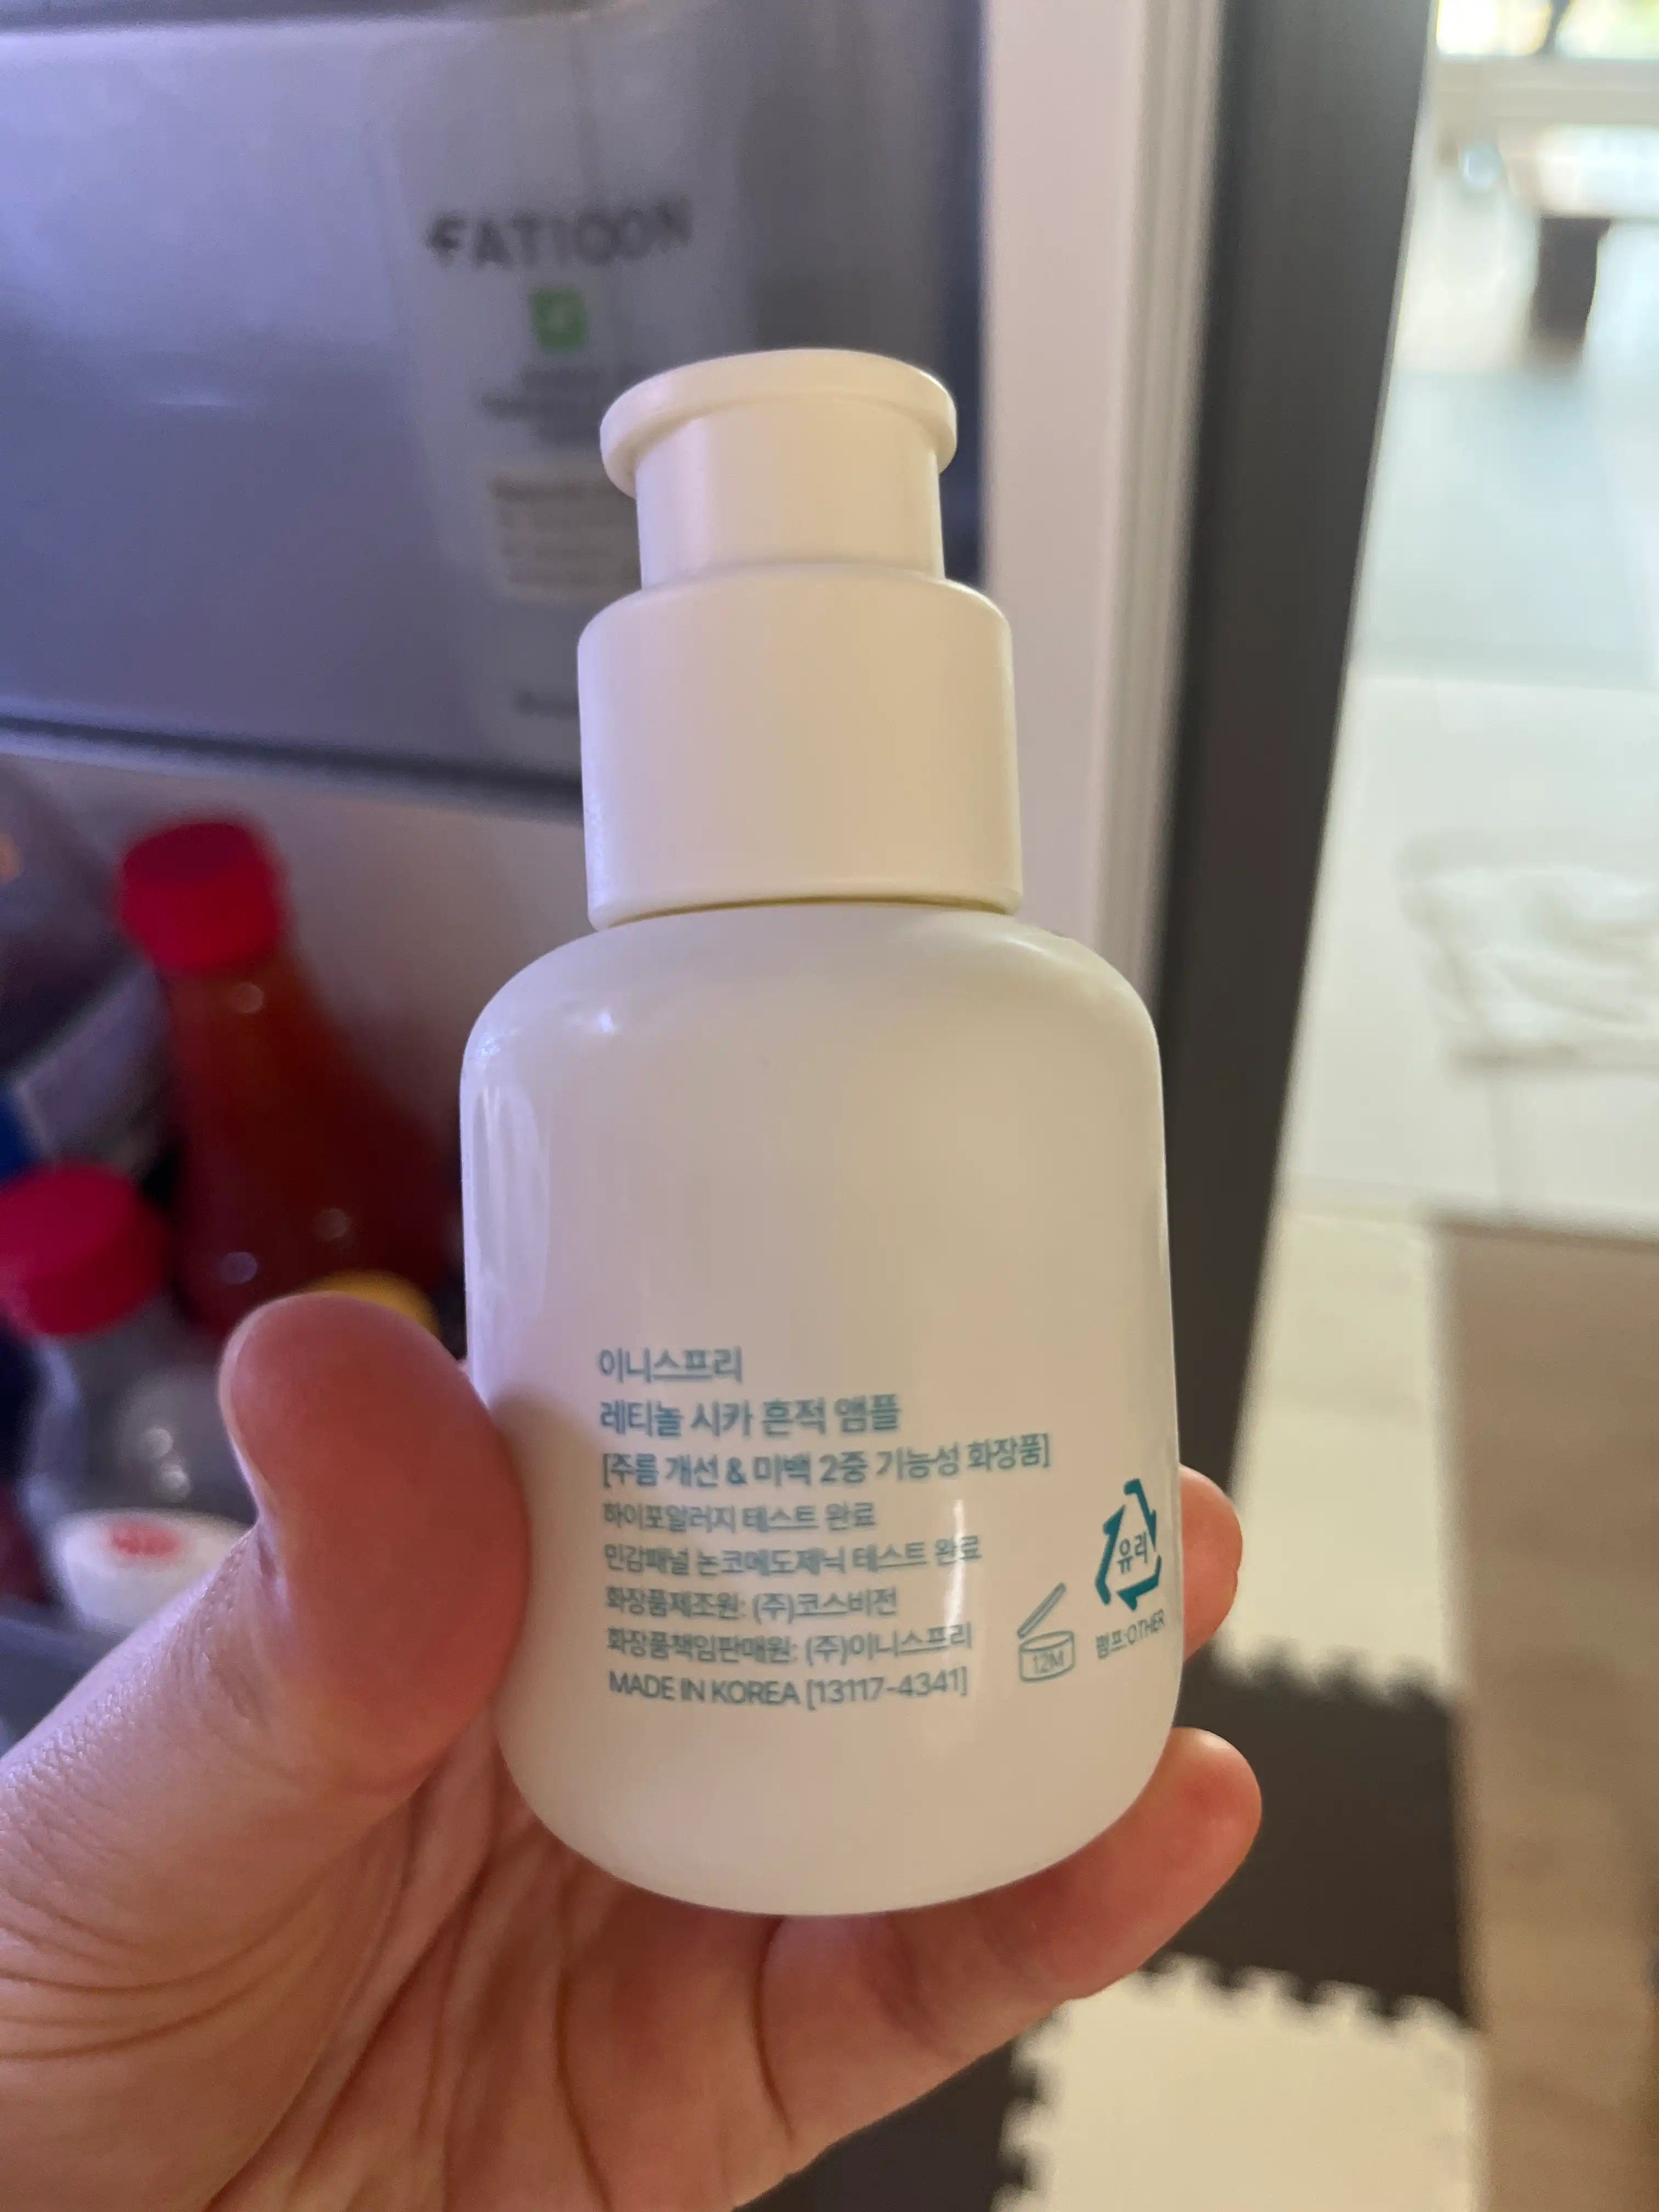 FATIOON
이니스프리
레티놀 시카 흔적 앰플
[주름 개선 & 미백 2중 기능성 화장품]
하이포알러지 테스트 완료
민감패널 논코메도제닉 테스트 완료
화장품제조원: (주)코스비전
화장품책임판매원: (주)이니스프리
MADE IN KOREA [13117-4341]
12M
유리
펌프:OTHER